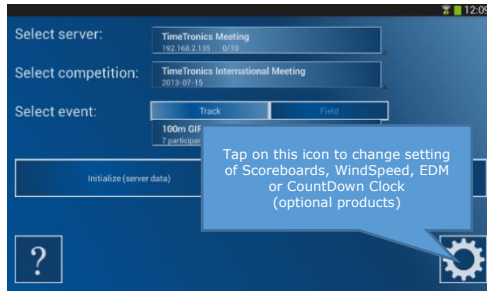 12:09
Select server:
TimeTronics Meeting
192.168.2.135 0/10
Select competition:
TimeTronics International Meeting
2013-07-15
Select event:
Track Field
100m GIF
7 participan
Initialize (server data)
Tap on this icon to change setting
of Scoreboards, WindSpeed, EDM
or CountDown Clock
(optional products)
?